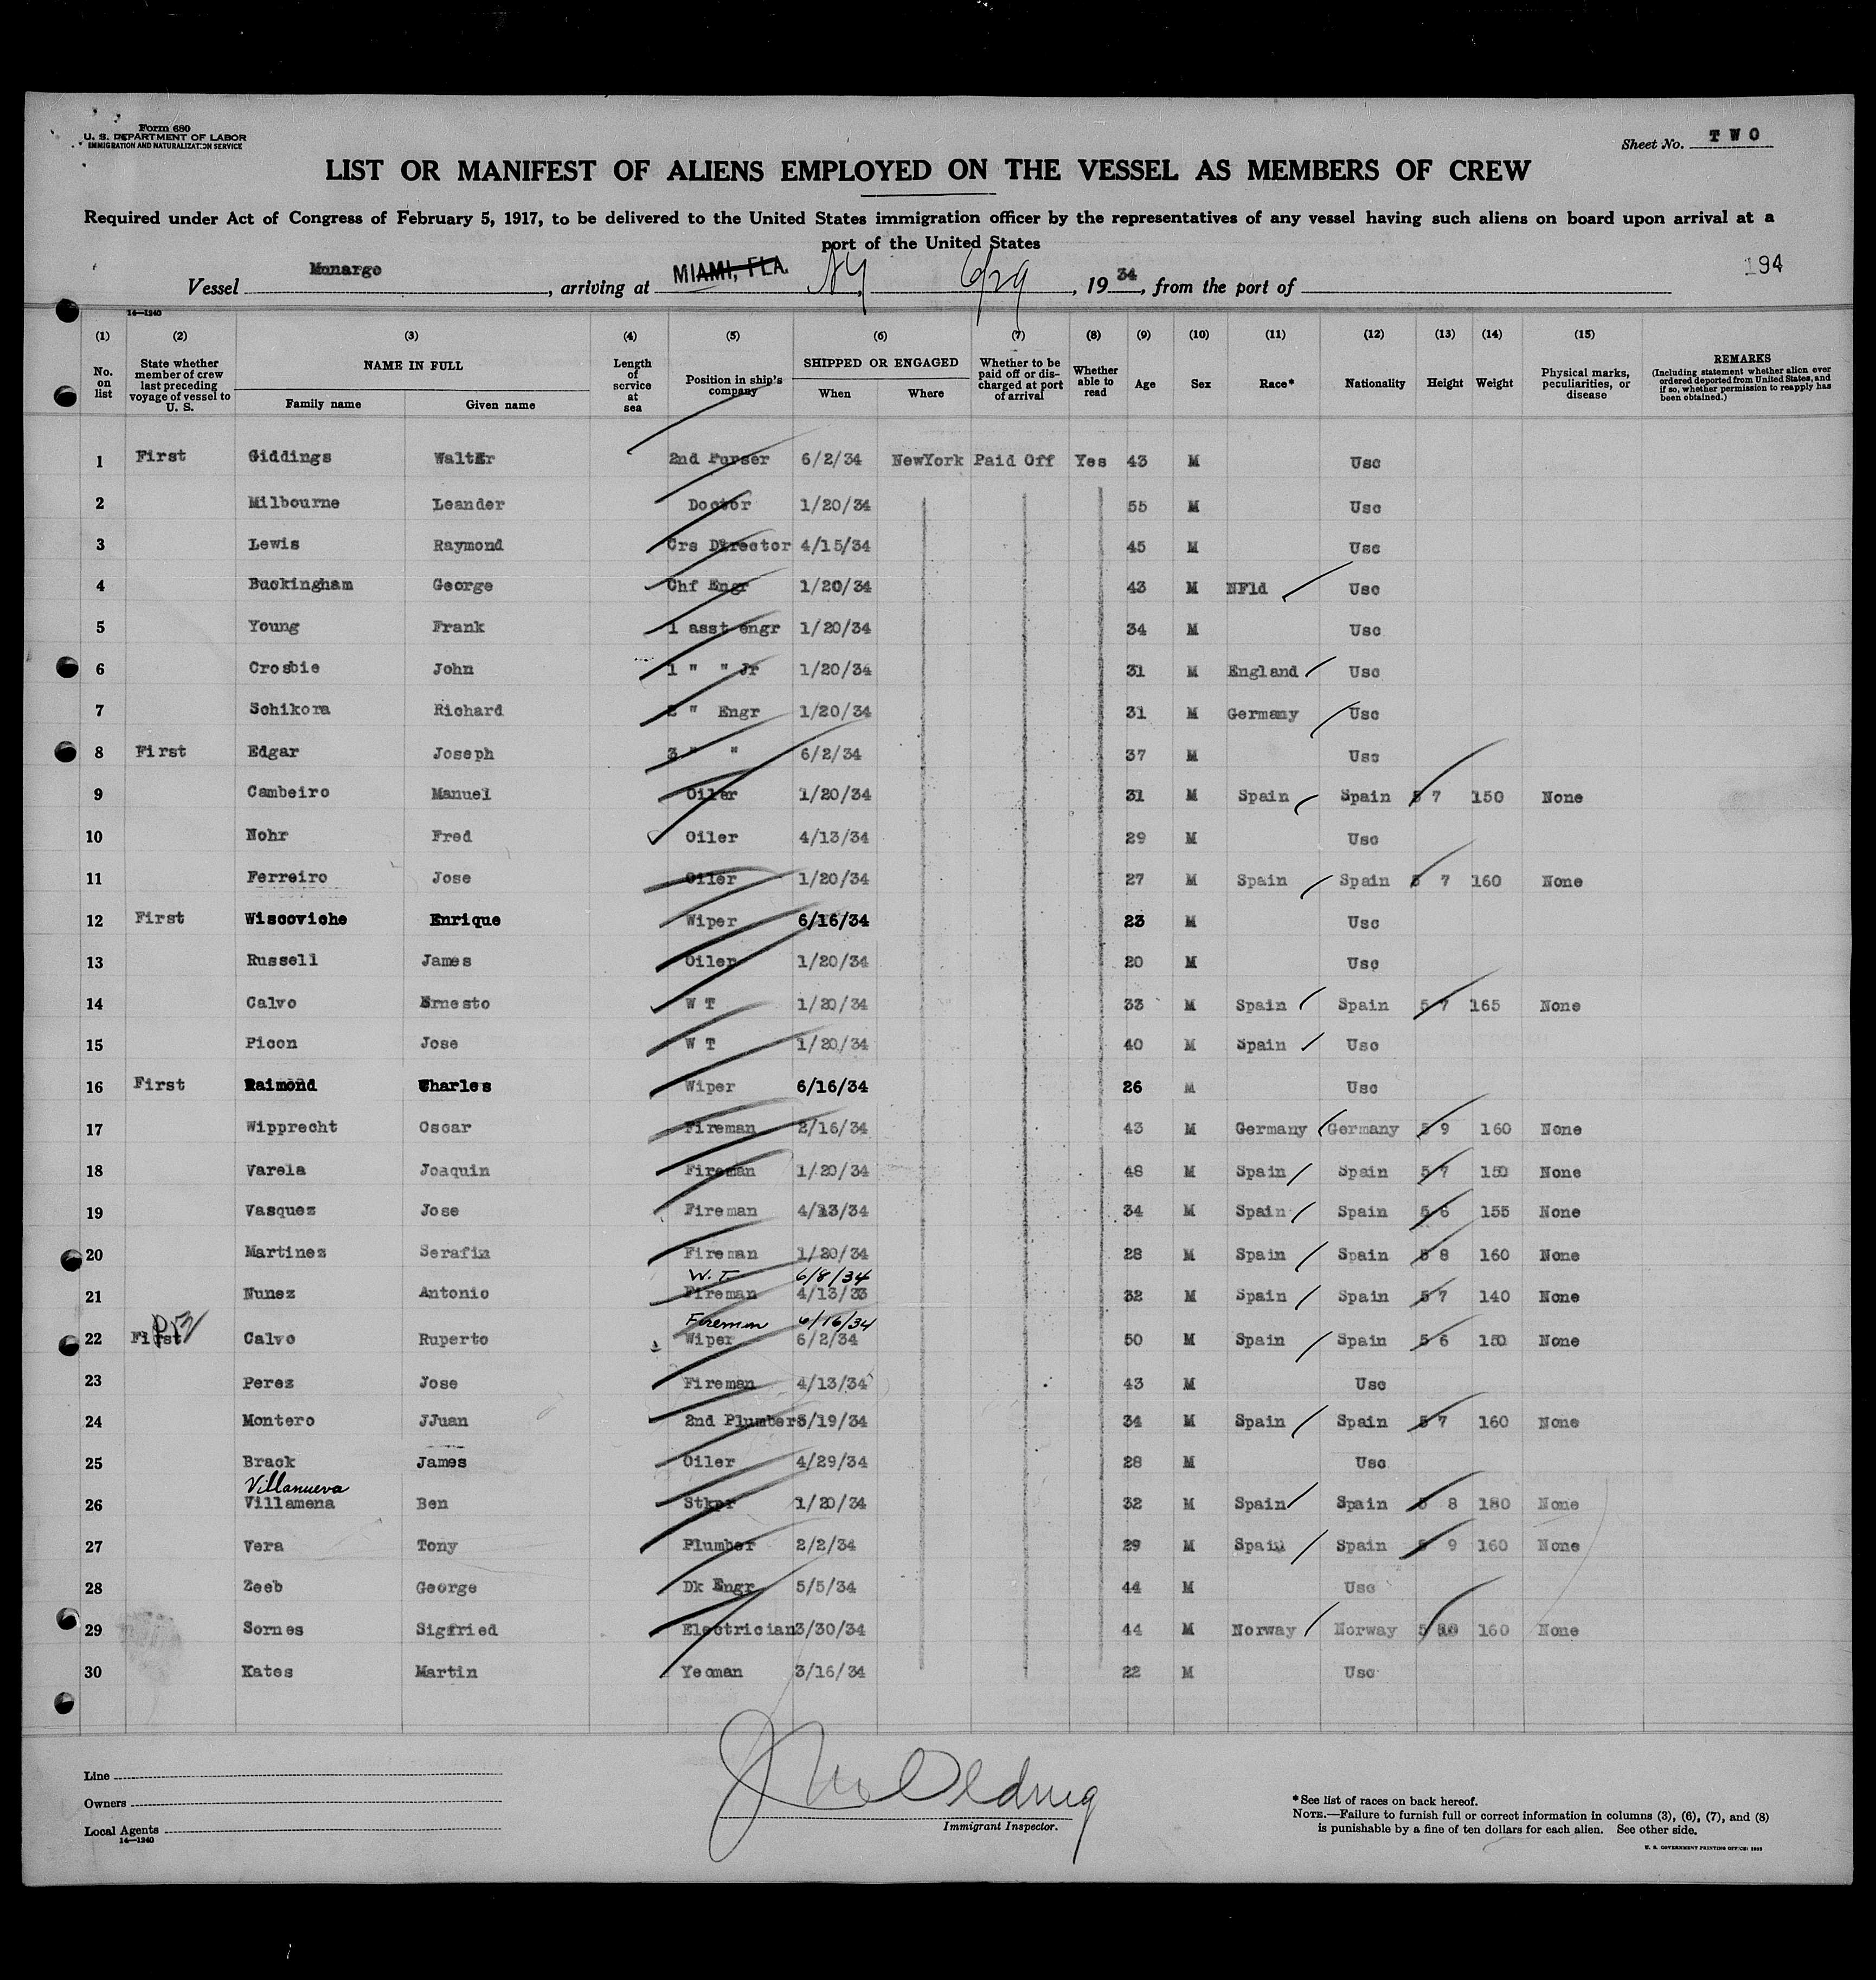 Form 680
U. S. DEPARTMENT OF LABOR
IMMIGRATION AND NATURALIZATION SERVICE
Sheet No. TWO
LIST OR MANIFEST OF ALIENS EMPLOYED ON THE VESSEL AS MEMBERS OF CREW
Required under Act of Congress of February 5, 1917, to be delivered to the United States immigration officer by the representatives of any vessel having such aliens on board upon arrival at a
port of the United States
194
Vessel Munargo, arriving at MIAMI, FLA. NY, 6/29, 1934, from the port of
14—1240
(1) (2) (3) (4) (5) (6) (7) (8) (9) (10) (11) (12) (13) (14) (15)
No. on list State whether member of crew last preceding voyage of vessel to U. S. NAME IN FULL Family name Given name Length of service at sea Position in ship's company SHIPPED OR ENGAGED When Where Whether to be paid off or discharged at port of arrival Whether able to read Age Sex Race* Nationality Height Weight Physical marks, peculiarities, or disease REMARKS (Including statement whether alien ever ordered deported from United States, and if so, whether permission to reapply has been obtained.)
1 First Giddings Walter 2nd Purser 6/2/34 NewYork Paid Off Yes 43 M Usc
2 Milbourne Leander Doctor 1/20/34 55 M Usc
3 Lewis Raymond Crs Director 4/15/34 45 M Usc
4 Buckingham George Chf Engr 1/20/34 43 M NFld Usc
5 Young Frank 1 asst engr 1/20/34 34 M Usc
6 Crosbie John 1 " " Jr 1/20/34 31 M England Usc
7 Schikora Richard 2 " Engr 1/20/34 31 M Germany Usc
8 First Edgar Joseph 3 " " 6/2/34 37 M Usc
9 Cambeiro Manuel Oiler 1/20/34 31 M Spain Spain 5 7 150 None
10 Nohr Fred Oiler 4/13/34 29 M Usc
11 Ferreiro Jose Oiler 1/20/34 27 M Spain Spain 5 7 160 None
12 First Wiscoviche Enrique Wiper 6/16/34 23 M Usc
13 Russell James Oiler 1/20/34 20 M Usc
14 Calvo Ernesto W T 1/20/34 33 M Spain Spain 5 7 165 None
15 Picon Jose W T 1/20/34 40 M Spain Usc
16 First Raimond Charles Wiper 6/16/34 26 M Usc
17 Wipprecht Oscar Fireman 2/16/34 43 M Germany Germany 5 9 160 None
18 Varela Joaquin Fireman 1/20/34 48 M Spain Spain 5 7 150 None
19 Vasquez Jose Fireman 4/13/34 34 M Spain Spain 5 6 155 None
20 Martinez Serafin Fireman 1/20/34 28 M Spain Spain 5 8 160 None
W.T 6/8/34
21 Nunez Antonio Fireman 4/13/33 32 M Spain Spain 5 7 140 None
Fireman 6/16/34
22 First Calvo Ruperto Wiper 6/2/34 50 M Spain Spain 5 6 150 None
23 Perez Jose Fireman 4/13/34 43 M Usc
24 Montero JJuan 2nd Plumber 5/19/34 34 M Spain Spain 5 7 160 None
25 Brack James Oiler 4/29/34 28 M Usc
Villanueva
26 Villamena Ben Stkpr 1/20/34 32 M Spain Spain 5 8 180 None
27 Vera Tony Plumber 2/2/34 29 M Spain Spain 5 9 160 None
28 Zeeb George Dk Engr 5/5/34 44 M Usc
29 Sornes Sigfried Electrician 3/30/34 44 M Norway Norway 5 10 160 None
30 Kates Martin Yeoman 3/16/34 22 M Usc
Line
Owners
Local Agents
14—1240
Immigrant Inspector.
*See list of races on back hereof.
NOTE.—Failure to furnish full or correct information in columns (3), (6), (7), and (8)
is punishable by a fine of ten dollars for each alien. See other side.
U. S. GOVERNMENT PRINTING OFFICE: 1933